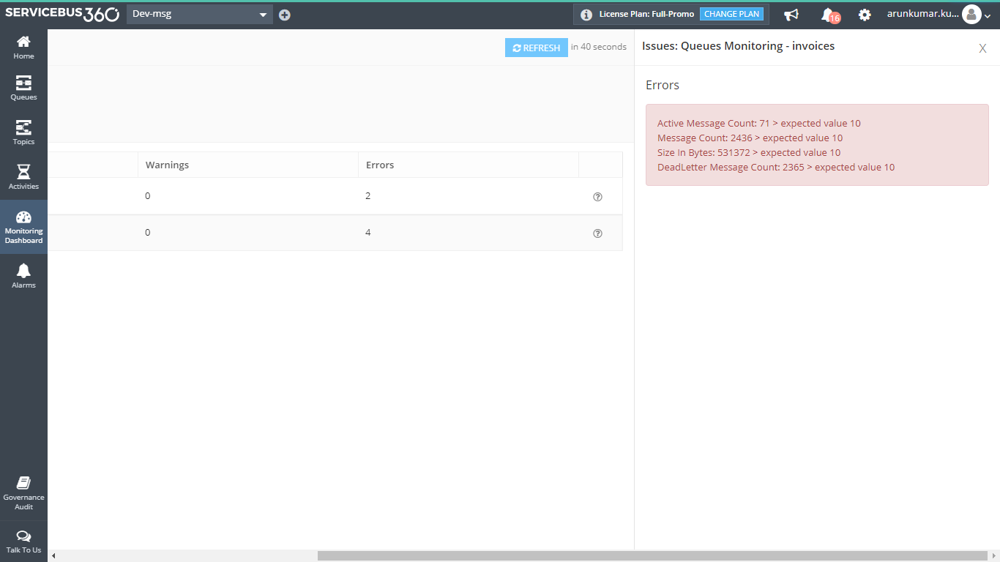 SERVICEBUS360
Dev-msg
License Plan: Full-Promo
CHANGE PLAN
16
arunkumar.ku...
Home
Queues
Topics
Activities
Monitoring
Dashboard
Alarms
Governance
Audit
Talk To Us
REFRESH
in 40 seconds
Warnings
Errors
0
2
0
4
Issues: Queues Monitoring - invoices
X
Errors
Active Message Count: 71 > expected value 10
Message Count: 2436 > expected value 10
Size In Bytes: 531372 > expected value 10
DeadLetter Message Count: 2365 > expected value 10